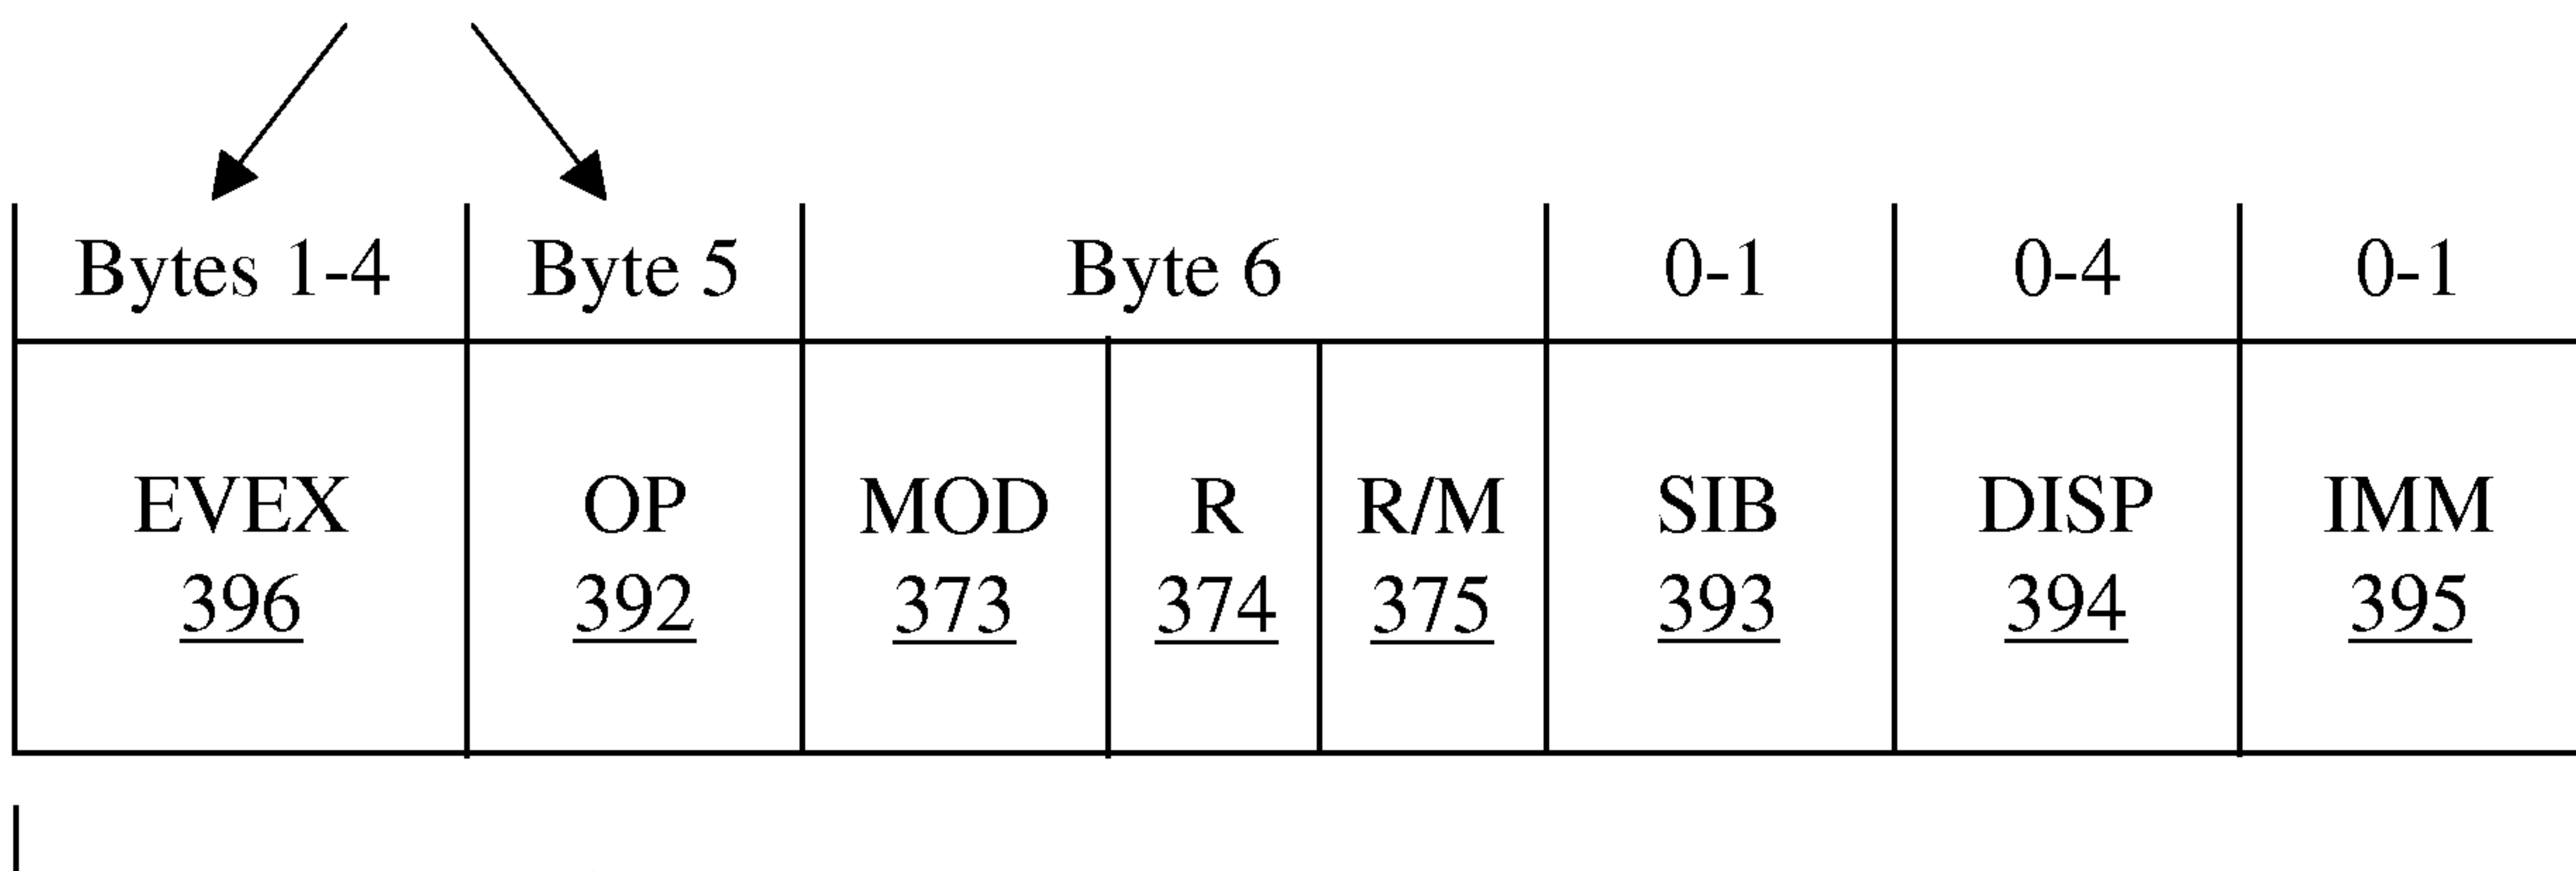 Bytes 1-4 Byte 5 Byte 6 0-1 0-4 0-1
EVEX OP MOD R R/M SIB DISP IMM
396 392 373 374 375 393 394 395